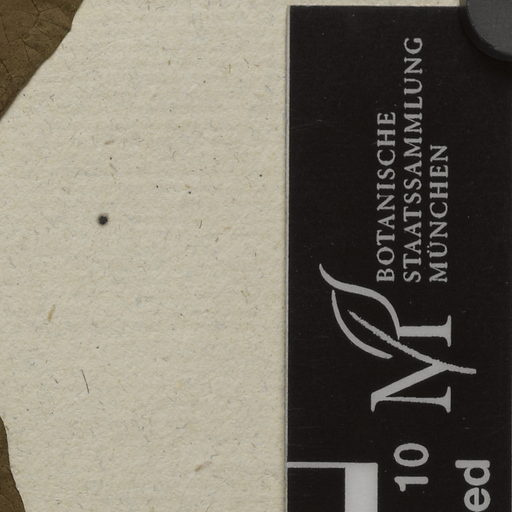 BOTANISCHE
STAATSSAMMLUNG
MÜNCHEN
M
10
ed